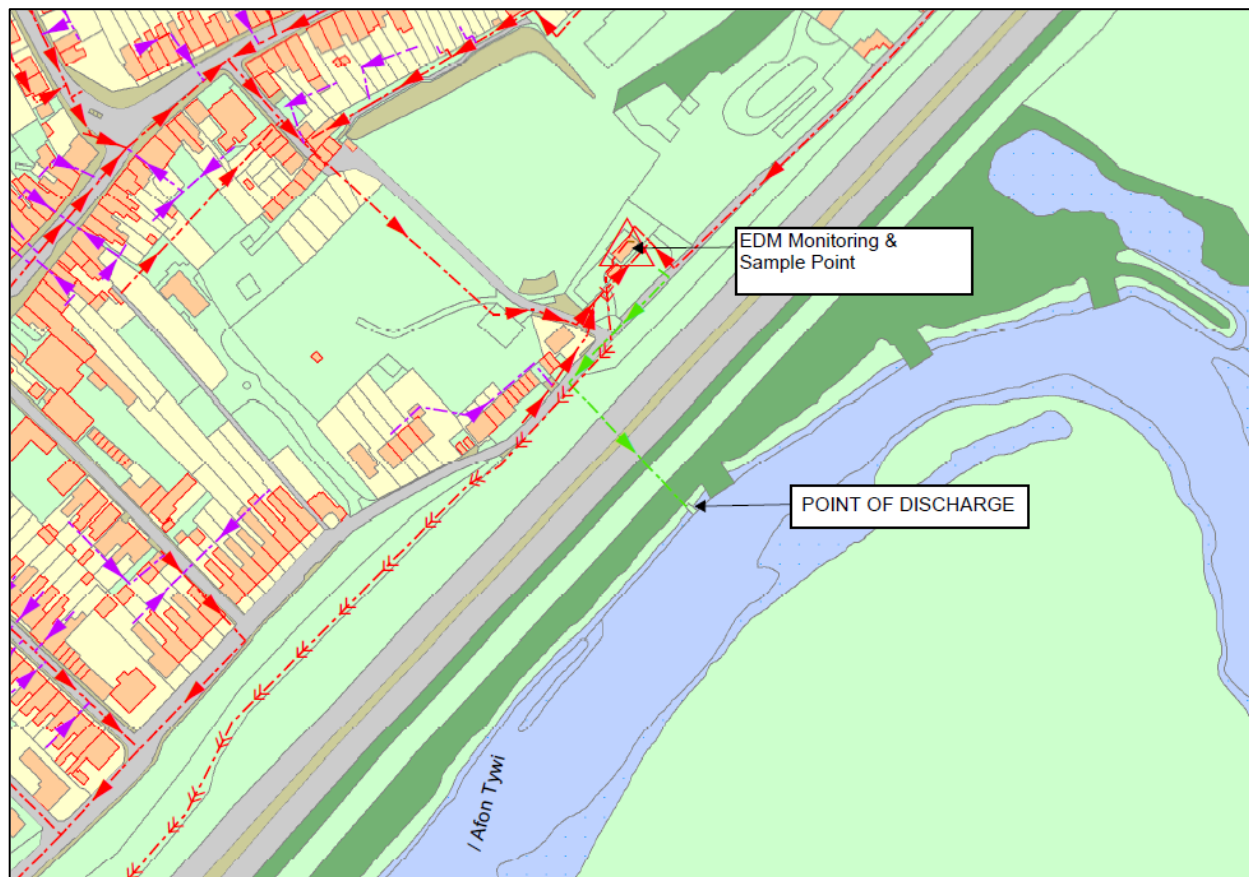 EDM Monitoring &
Sample Point
POINT OF DISCHARGE
/ Afon Tywi